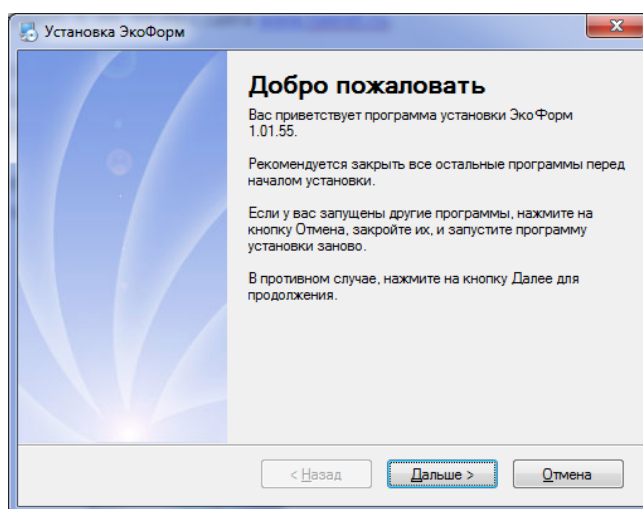 Установка ЭкоФорм
Добро пожаловать
Вас приветствует программа установки ЭкоФорм
1.01.55.
Рекомендуется закрыть все остальные программы перед
началом установки.
Если у вас запущены другие программы, нажмите на
кнопку Отмена, закройте их, и запустите программу
установки заново.
В противном случае, нажмите на кнопку Далее для
продолжения.
< Назад
Дальше >
Отмена